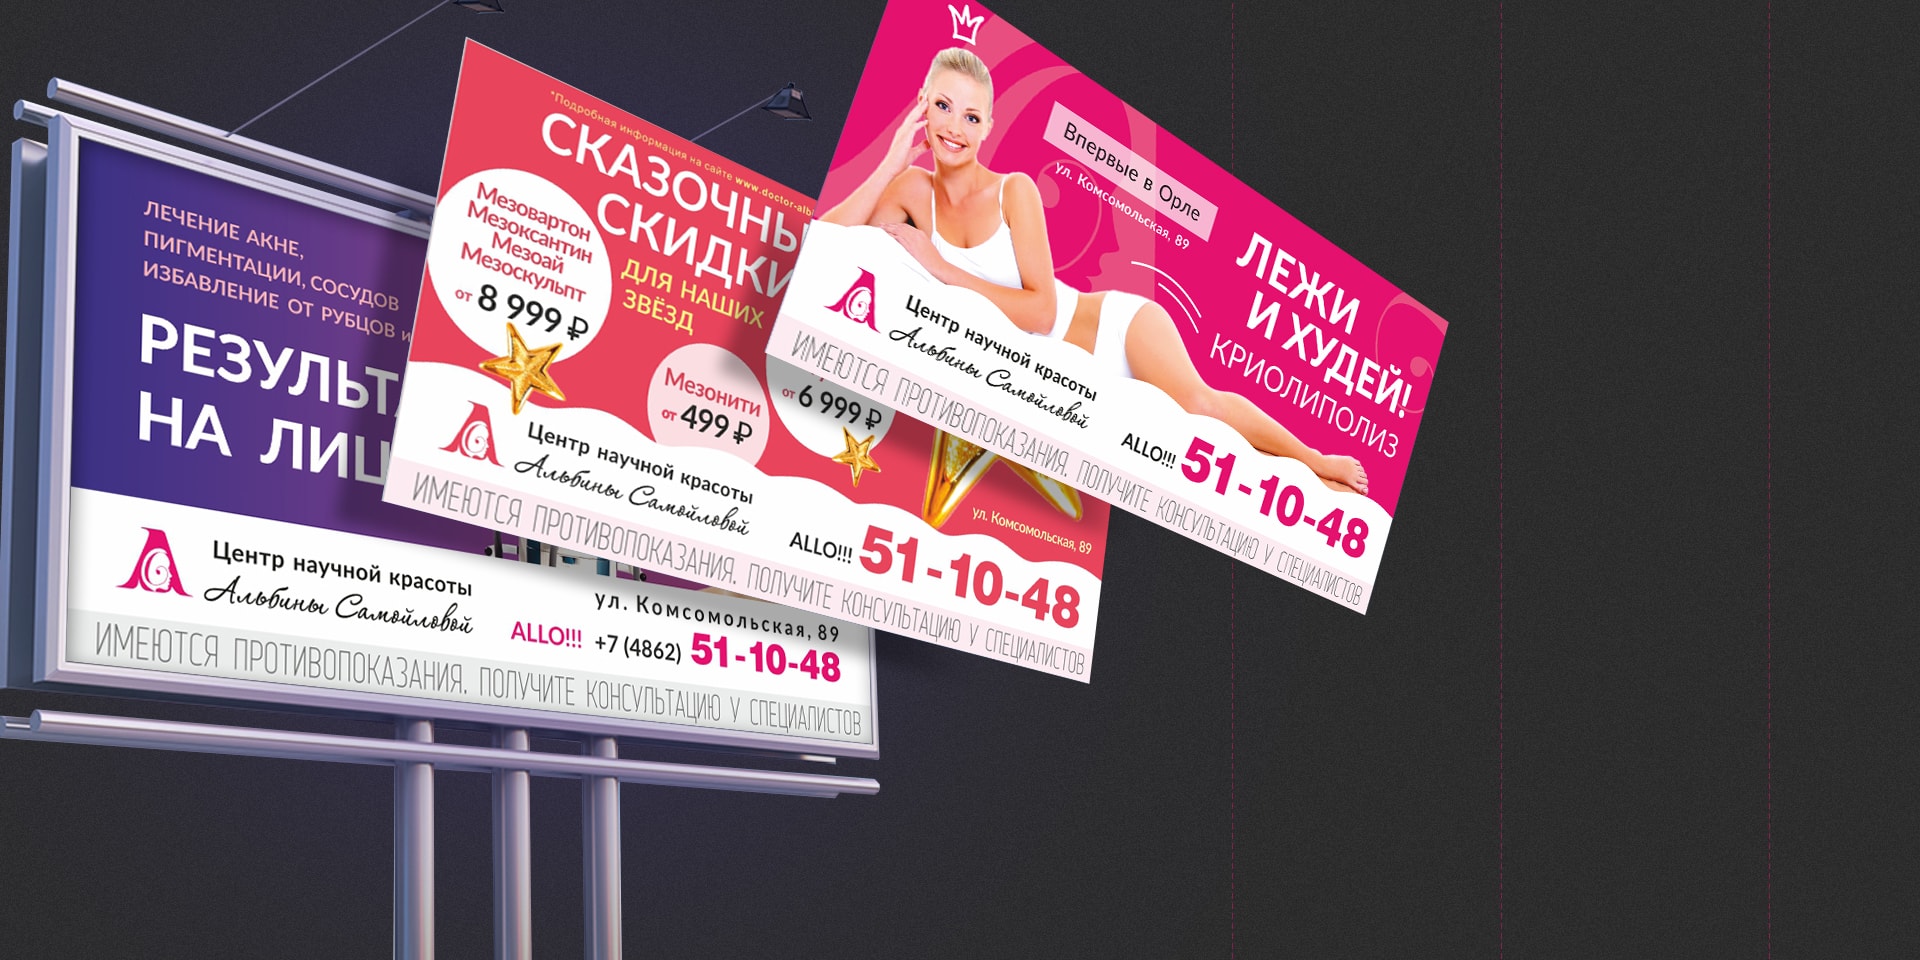 ЛЕЧЕНИЕ АКНЕ,
ПИГМЕНТАЦИИ, СОСУДОВ
ИЗБАВЛЕНИЕ ОТ РУБЦОВ И
РЕЗУЛЬТА
НА ЛИЦ
Центр научной красоты
Альбины Самойловой
ул. Комсомольская, 89
ALLO!!! +7 (4862) 51-10-48
ИМЕЮТСЯ ПРОТИВОПОКАЗАНИЯ. ПОЛУЧИТЕ КОНСУЛЬТАЦИЮ У СПЕЦИАЛИСТОВ
*Подробная информация на сайте www.doctor-albi
СКАЗОЧНЫ
СКИДКИ
ДЛЯ НАШИХ
ЗВЁЗД
Мезовартон
Мезоксантин
Мезоай
Мезоскульпт
от 8 999 ₽
Мезонити
от 499 ₽
от 6 999 ₽
Центр научной красоты
Альбины Самойловой
ул. Комсомольская, 89
ALLO!!! 51-10-48
ИМЕЮТСЯ ПРОТИВОПОКАЗАНИЯ. ПОЛУЧИТЕ КОНСУЛЬТАЦИЮ У СПЕЦИАЛИСТОВ
Впервые в Орле
ул. Комсомольская, 89
ЛЕЖИ
И ХУДЕЙ!
КРИОЛИПОЛИЗ
Центр научной красоты
Альбины Самойловой
ALLO!!! 51-10-48
ИМЕЮТСЯ ПРОТИВОПОКАЗАНИЯ. ПОЛУЧИТЕ КОНСУЛЬТАЦИЮ У СПЕЦИАЛИСТОВ